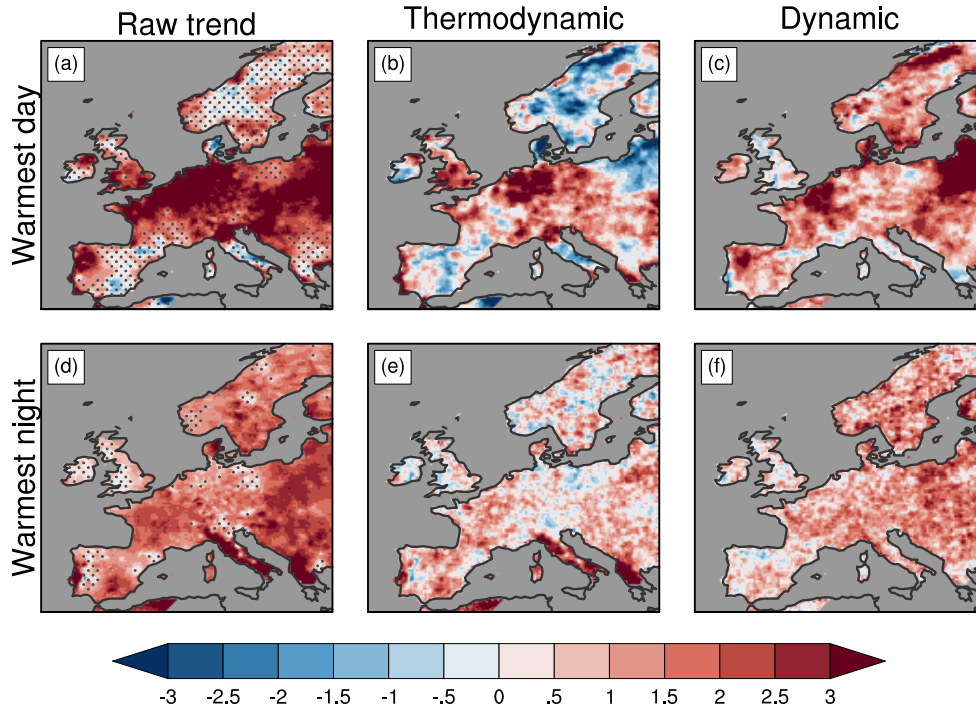 Raw trend Thermodynamic Dynamic
Warmest day
(a) (b) (c)
Warmest night
(d) (e) (f)
-3 -2.5 -2 -1.5 -1 -.5 0 .5 1 1.5 2 2.5 3